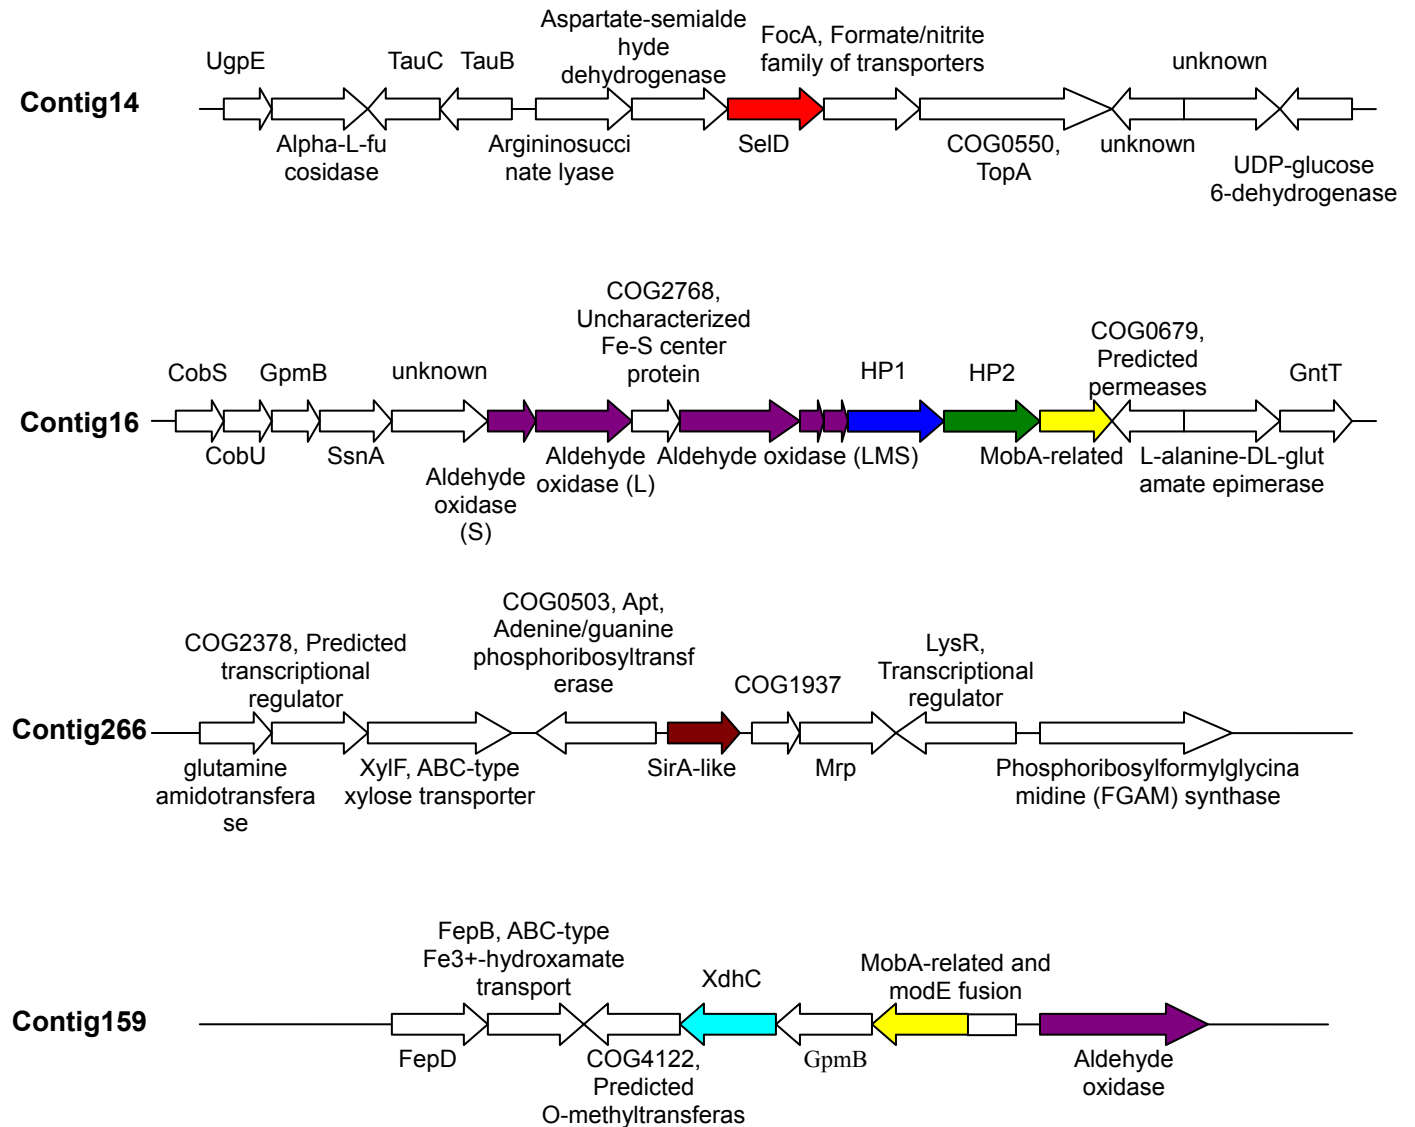 Contig14
UgpE
Alpha-L-fu
cosidase
TauC
TauB
Argininosucci
nate lyase
Aspartate-semialde
hyde
dehydrogenase
SelD
FocA, Formate/nitrite
family of transporters
COG0550,
TopA
unknown
unknown
UDP-glucose
6-dehydrogenase
Contig16
CobS
CobU
GpmB
SsnA
unknown
Aldehyde
oxidase
(S)
Aldehyde
oxidase (L)
COG2768,
Uncharacterized
Fe-S center
protein
Aldehyde oxidase (LMS)
HP1
HP2
MobA-related
COG0679,
Predicted
permeases
L-alanine-DL-glut
amate epimerase
GntT
Contig266
glutamine
amidotransfera
se
COG2378, Predicted
transcriptional
regulator
XylF, ABC-type
xylose transporter
COG0503, Apt,
Adenine/guanine
phosphoribosyltransf
erase
SirA-like
COG1937
Mrp
LysR,
Transcriptional
regulator
Phosphoribosylformylglycina
midine (FGAM) synthase
Contig159
FepD
FepB, ABC-type
Fe3+-hydroxamate
transport
COG4122,
Predicted
O-methyltransferas
XdhC
GpmB
MobA-related and
modE fusion
Aldehyde
oxidase